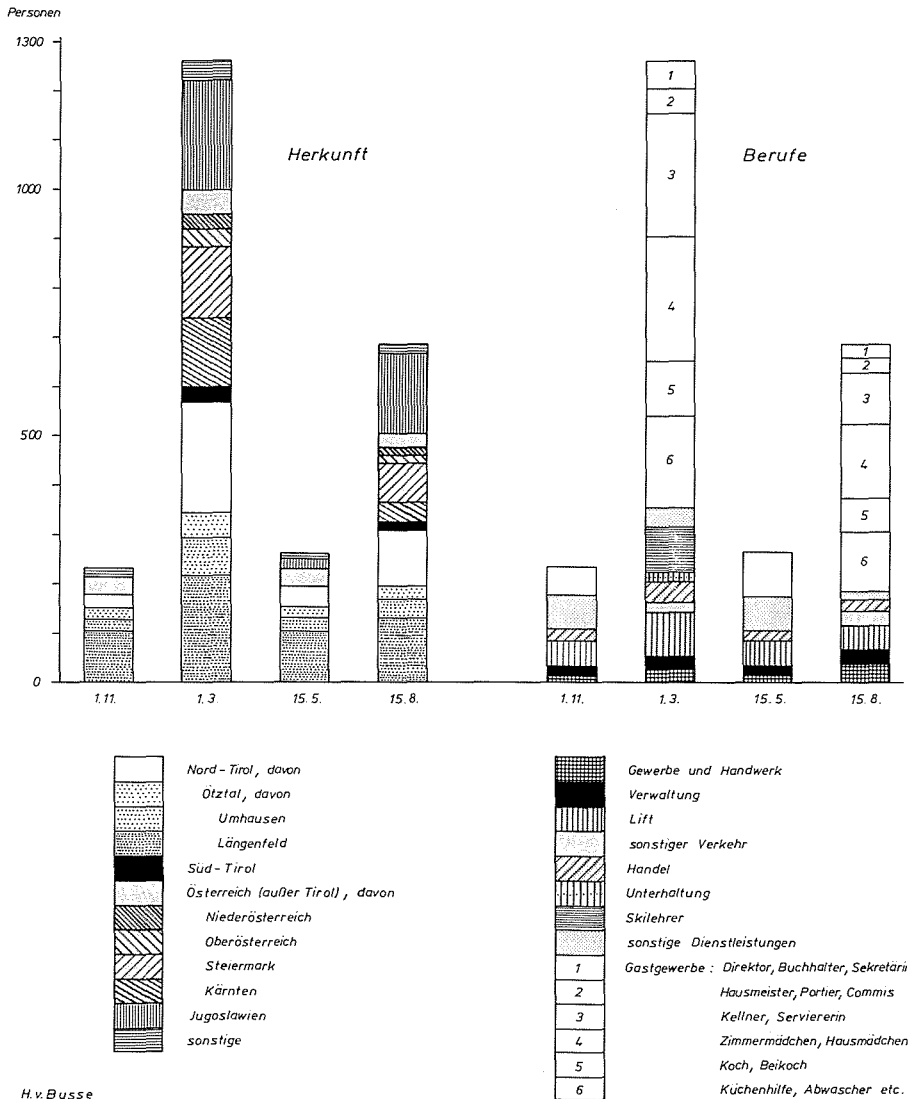 Personen
1300
1000
500
0
Herkunft
1. 11.
1. 3.
15. 5.
15. 8.
Berufe
1
2
3
4
5
6
1
2
3
4
5
6
1. 11.
1. 3.
15. 5.
15. 8.
Nord-Tirol, davon
Ötztal, davon
Umhausen
Längenfeld
Süd-Tirol
Österreich (außer Tirol), davon
Niederösterreich
Oberösterreich
Steiermark
Kärnten
Jugoslawien
sonstige
Gewerbe und Handwerk
Verwaltung
Lift
sonstiger Verkehr
Handel
Unterhaltung
Skilehrer
sonstige Dienstleistungen
1 Gastgewerbe: Direktor, Buchhalter, Sekretärin
2 Hausmeister, Portier, Commis
3 Kellner, Serviererin
4 Zimmermädchen, Hausmädchen
5 Koch, Beikoch
6 Küchenhilfe, Abwascher etc.
H. v. Busse